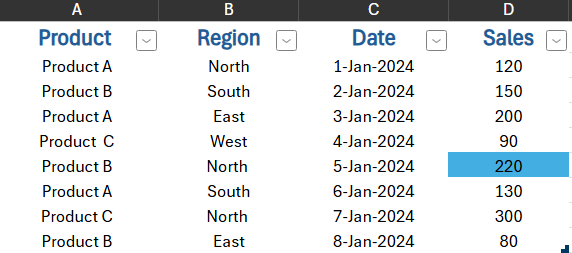 A B C D
Product Region Date Sales
Product A North 1-Jan-2024 120
Product B South 2-Jan-2024 150
Product A East 3-Jan-2024 200
Product C West 4-Jan-2024 90
Product B North 5-Jan-2024 220
Product A South 6-Jan-2024 130
Product C North 7-Jan-2024 300
Product B East 8-Jan-2024 80